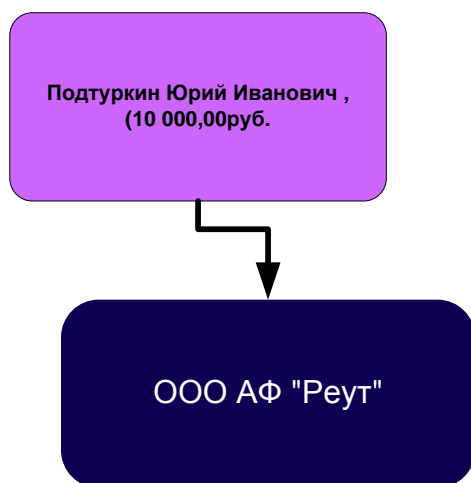 Подтуркин Юрий Иванович ,
(10 000,00руб.
ООО АФ "Реут"